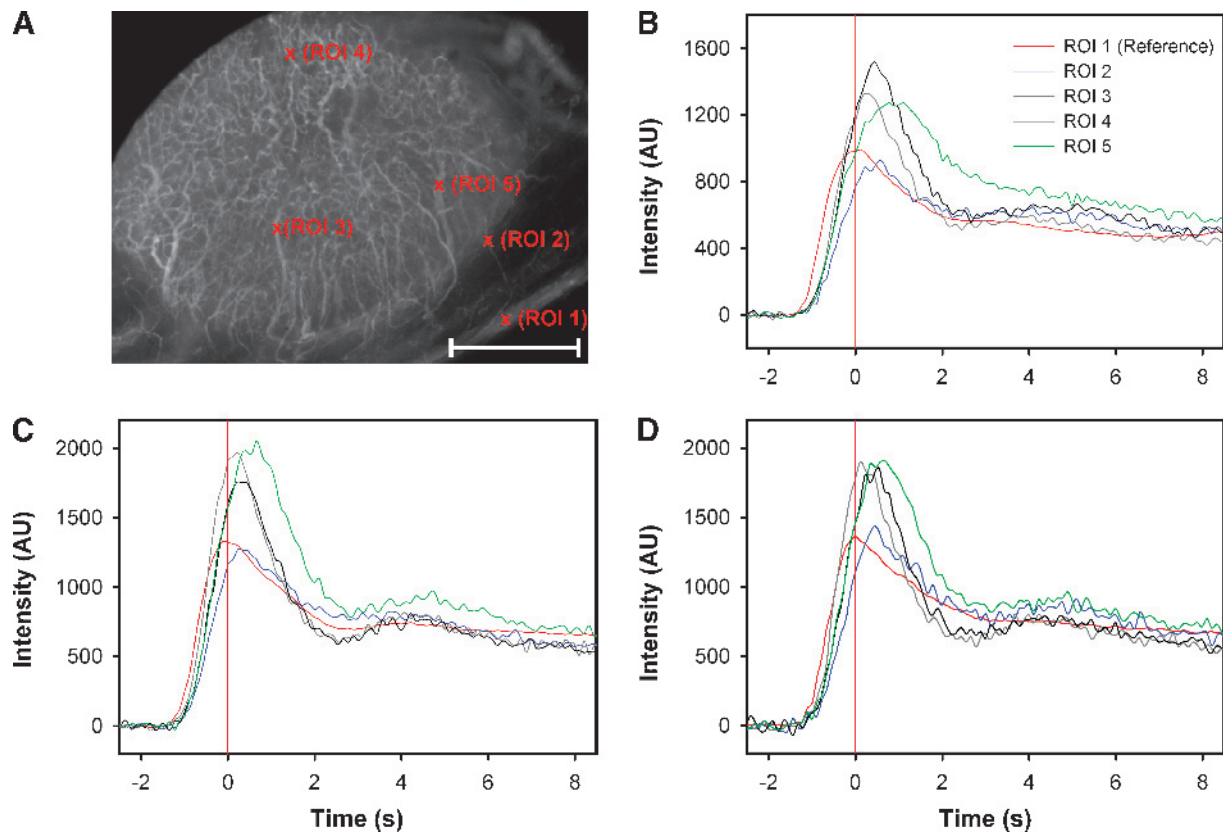 A
x (ROI 4)
x (ROI 5)
x(ROI 3)
x (ROI 2)
x (ROI 1)
B
Intensity (AU)
1600
1200
800
400
0
-2
0
2
4
6
8
ROI 1 (Reference)
ROI 2
ROI 3
ROI 4
ROI 5
C
Intensity (AU)
2000
1500
1000
500
0
-2
0
2
4
6
8
Time (s)
D
Intensity (AU)
2000
1500
1000
500
0
-2
0
2
4
6
8
Time (s)